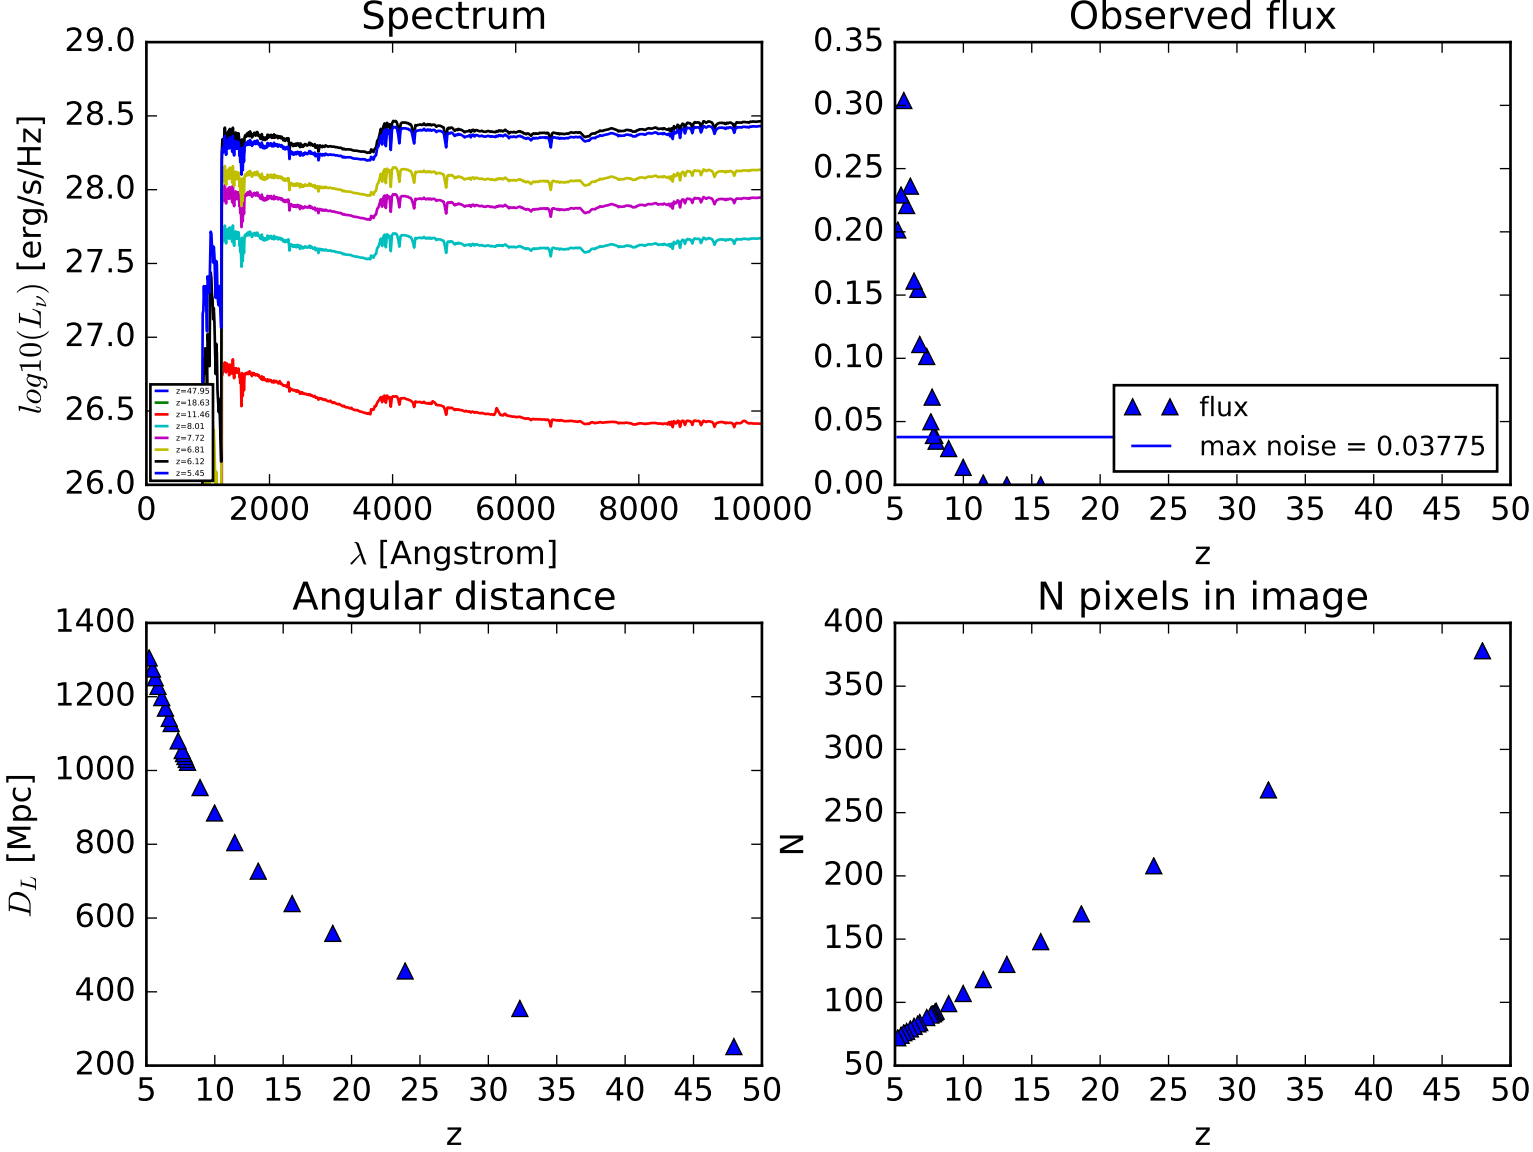 Spectrum
29.0
28.5
28.0
27.5
27.0
26.5
26.0
log10(L_ν) [erg/s/Hz]
z=47.95
z=18.63
z=11.46
z=8.01
z=7.72
z=6.81
z=6.12
z=5.45
0 2000 4000 6000 8000 10000
λ [Angstrom]
Observed flux
0.35
0.30
0.25
0.20
0.15
0.10
0.05
0.00
flux
max noise = 0.03775
5 10 15 20 25 30 35 40 45 50
z
Angular distance
1400
1200
1000
800
600
400
200
D_L [Mpc]
5 10 15 20 25 30 35 40 45 50
z
N pixels in image
400
350
300
250
200
150
100
50
N
5 10 15 20 25 30 35 40 45 50
z